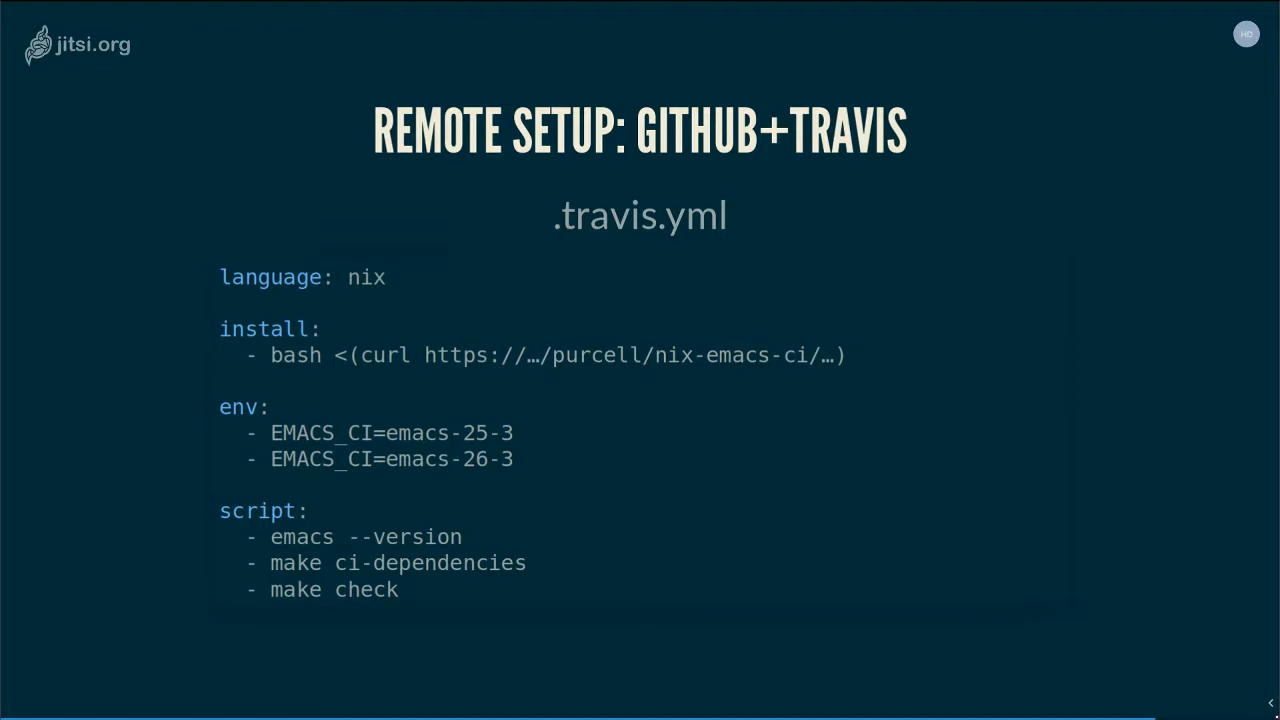 jitsi.org
HD
REMOTE SETUP: GITHUB+TRAVIS
.travis.yml
language: nix
install:
- bash <(curl https://…/purcell/nix-emacs-ci/…)
env:
- EMACS_CI=emacs-25-3
- EMACS_CI=emacs-26-3
script:
- emacs --version
- make ci-dependencies
- make check